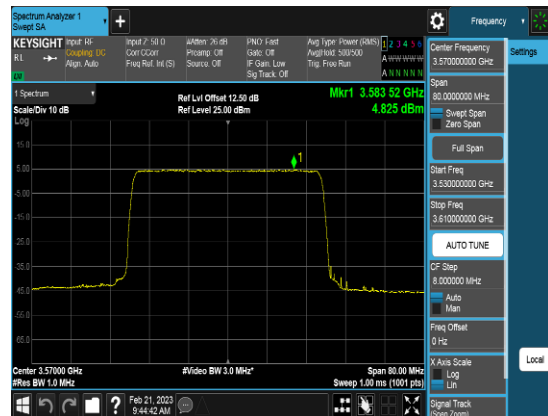 Spectrum Analyzer 1
Swept SA
Frequency
KEYSIGHT
RL
Input: RF
Coupling: DC
Align: Auto
Input Z: 50 Ω
Corr CCorr
Freq Ref: Int (S)
#Atten: 26 dB
Preamp: Off
Source: Off
PNO: Fast
Gate: Off
IF Gain: Low
Sig Track: Off
Avg Type: Power (RMS)
Avg|Hold: 500/500
Trig: Free Run
1 2 3 4 5 6
A W W W W W
A N N N N N
LXI
1 Spectrum
Scale/Div 10 dB
Log
Ref Lvl Offset 12.50 dB
Ref Level 25.00 dBm
Mkr1 3.583 52 GHz
4.825 dBm
1
15.0
5.00
-5.00
-15.0
-25.0
-35.0
-45.0
-55.0
-65.0
Center 3.57000 GHz
#Res BW 1.0 MHz
#Video BW 3.0 MHz*
Span 80.00 MHz
Sweep 1.00 ms (1001 pts)
Feb 21, 2023
9:44:42 AM
Center Frequency
3.570000000 GHz
Span
80.0000000 MHz
Swept Span
Zero Span
Full Span
Start Freq
3.530000000 GHz
Stop Freq
3.610000000 GHz
AUTO TUNE
CF Step
8.000000 MHz
Auto
Man
Freq Offset
0 Hz
X Axis Scale
Log
Lin
Signal Track
(Span Zoom)
Settings
Local